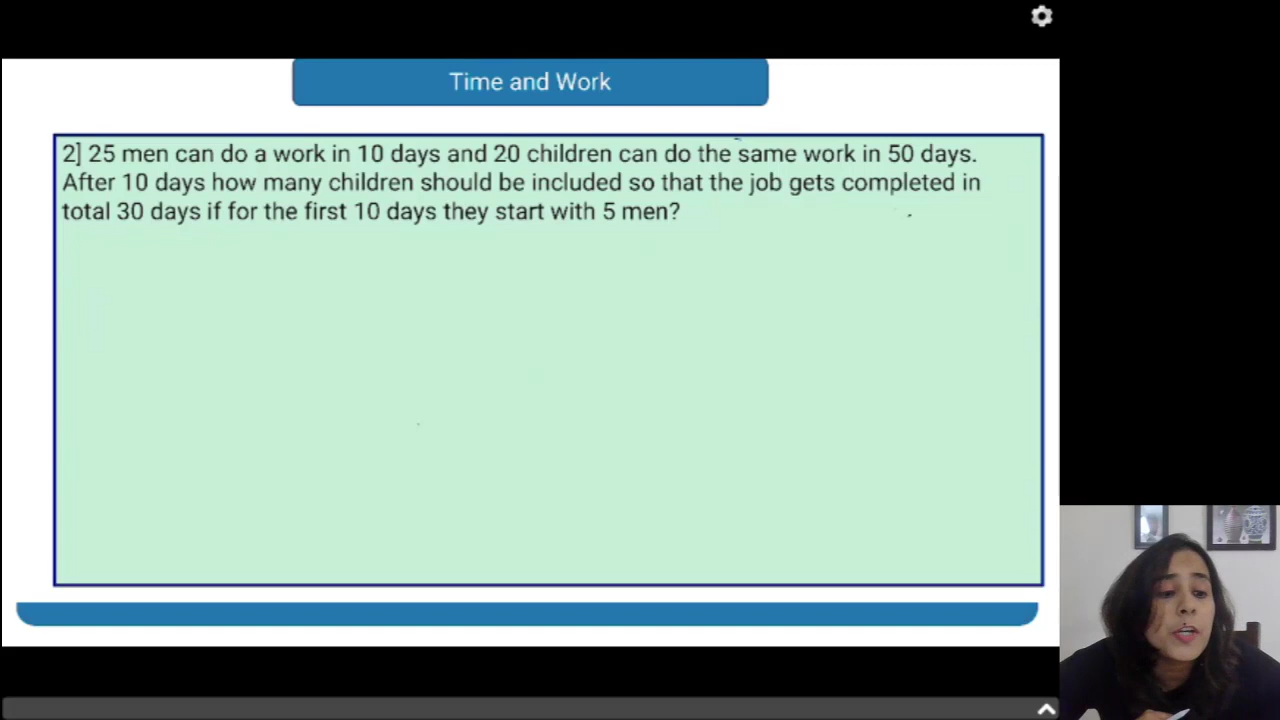 Time and Work
2] 25 men can do a work in 10 days and 20 children can do the same work in 50 days.
After 10 days how many children should be included so that the job gets completed in
total 30 days if for the first 10 days they start with 5 men?